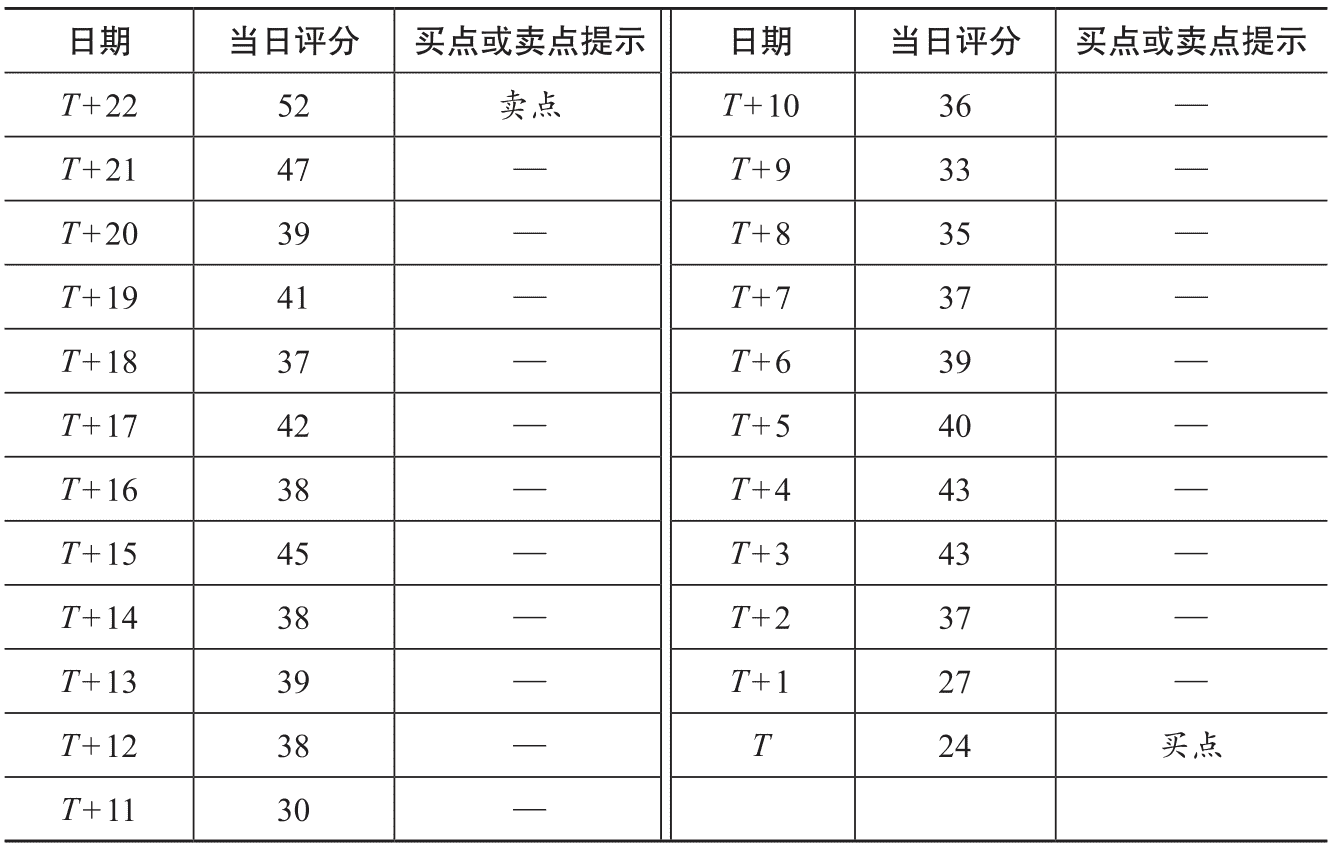 日期 当日评分 买点或卖点提示 日期 当日评分 买点或卖点提示
T+22 52 卖点 T+10 36 —
T+21 47 — T+9 33 —
T+20 39 — T+8 35 —
T+19 41 — T+7 37 —
T+18 37 — T+6 39 —
T+17 42 — T+5 40 —
T+16 38 — T+4 43 —
T+15 45 — T+3 43 —
T+14 38 — T+2 37 —
T+13 39 — T+1 27 —
T+12 38 — T 24 买点
T+11 30 —